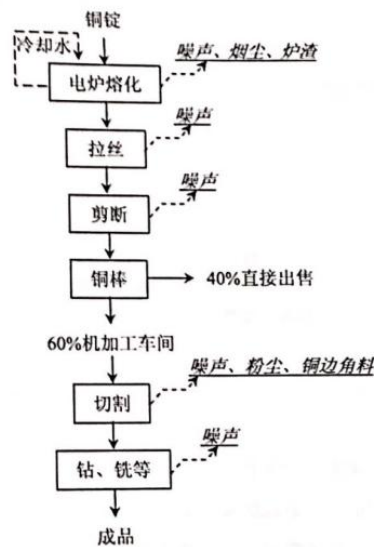 铜锭
冷却水
噪声、烟尘、炉渣
电炉熔化
噪声
拉丝
噪声
剪断
铜棒
40%直接出售
60%机加工车间
噪声、粉尘、铜边角料
切割
噪声
钻、铣等
成品